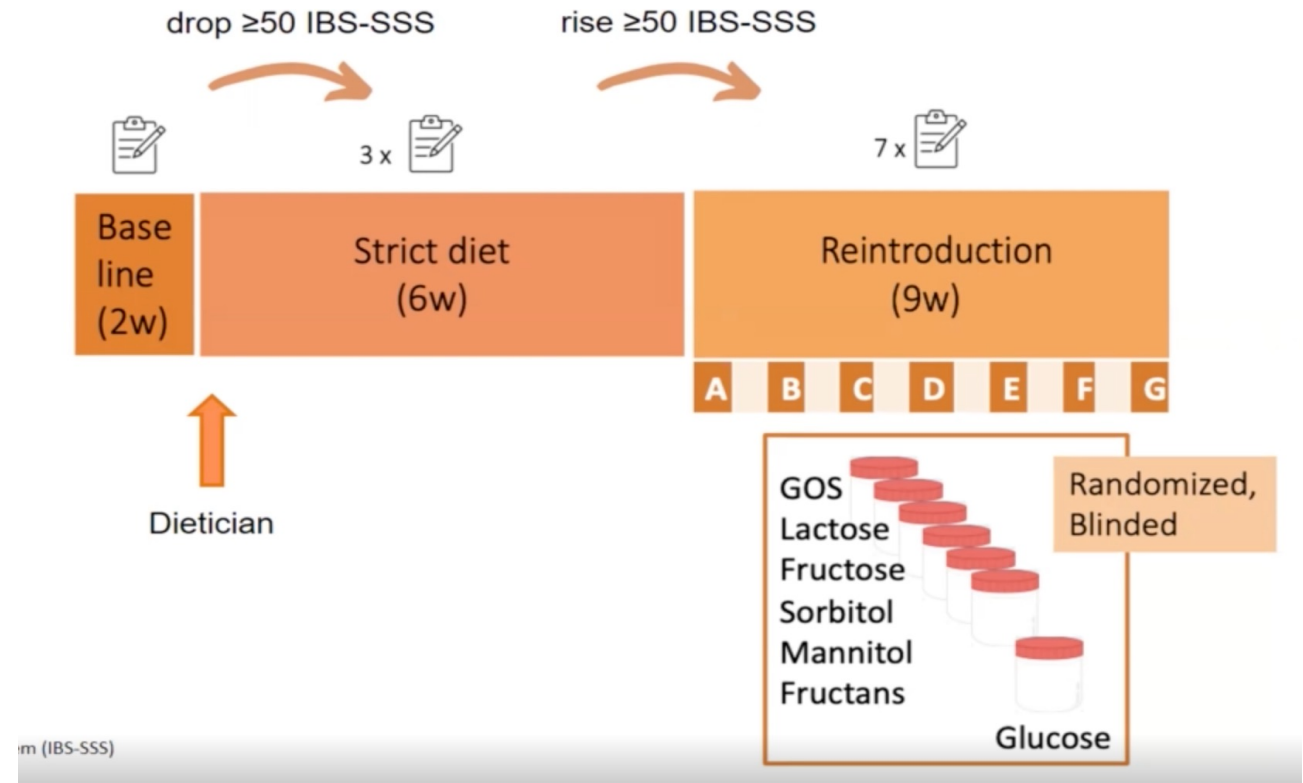 drop ≥50 IBS-SSS
rise ≥50 IBS-SSS
3 x
7 x
Base
line
(2w)
Strict diet
(6w)
Reintroduction
(9w)
A B C D E F G
Dietician
GOS
Lactose
Fructose
Sorbitol
Mannitol
Fructans
Glucose
Randomized,
Blinded
(IBS-SSS)